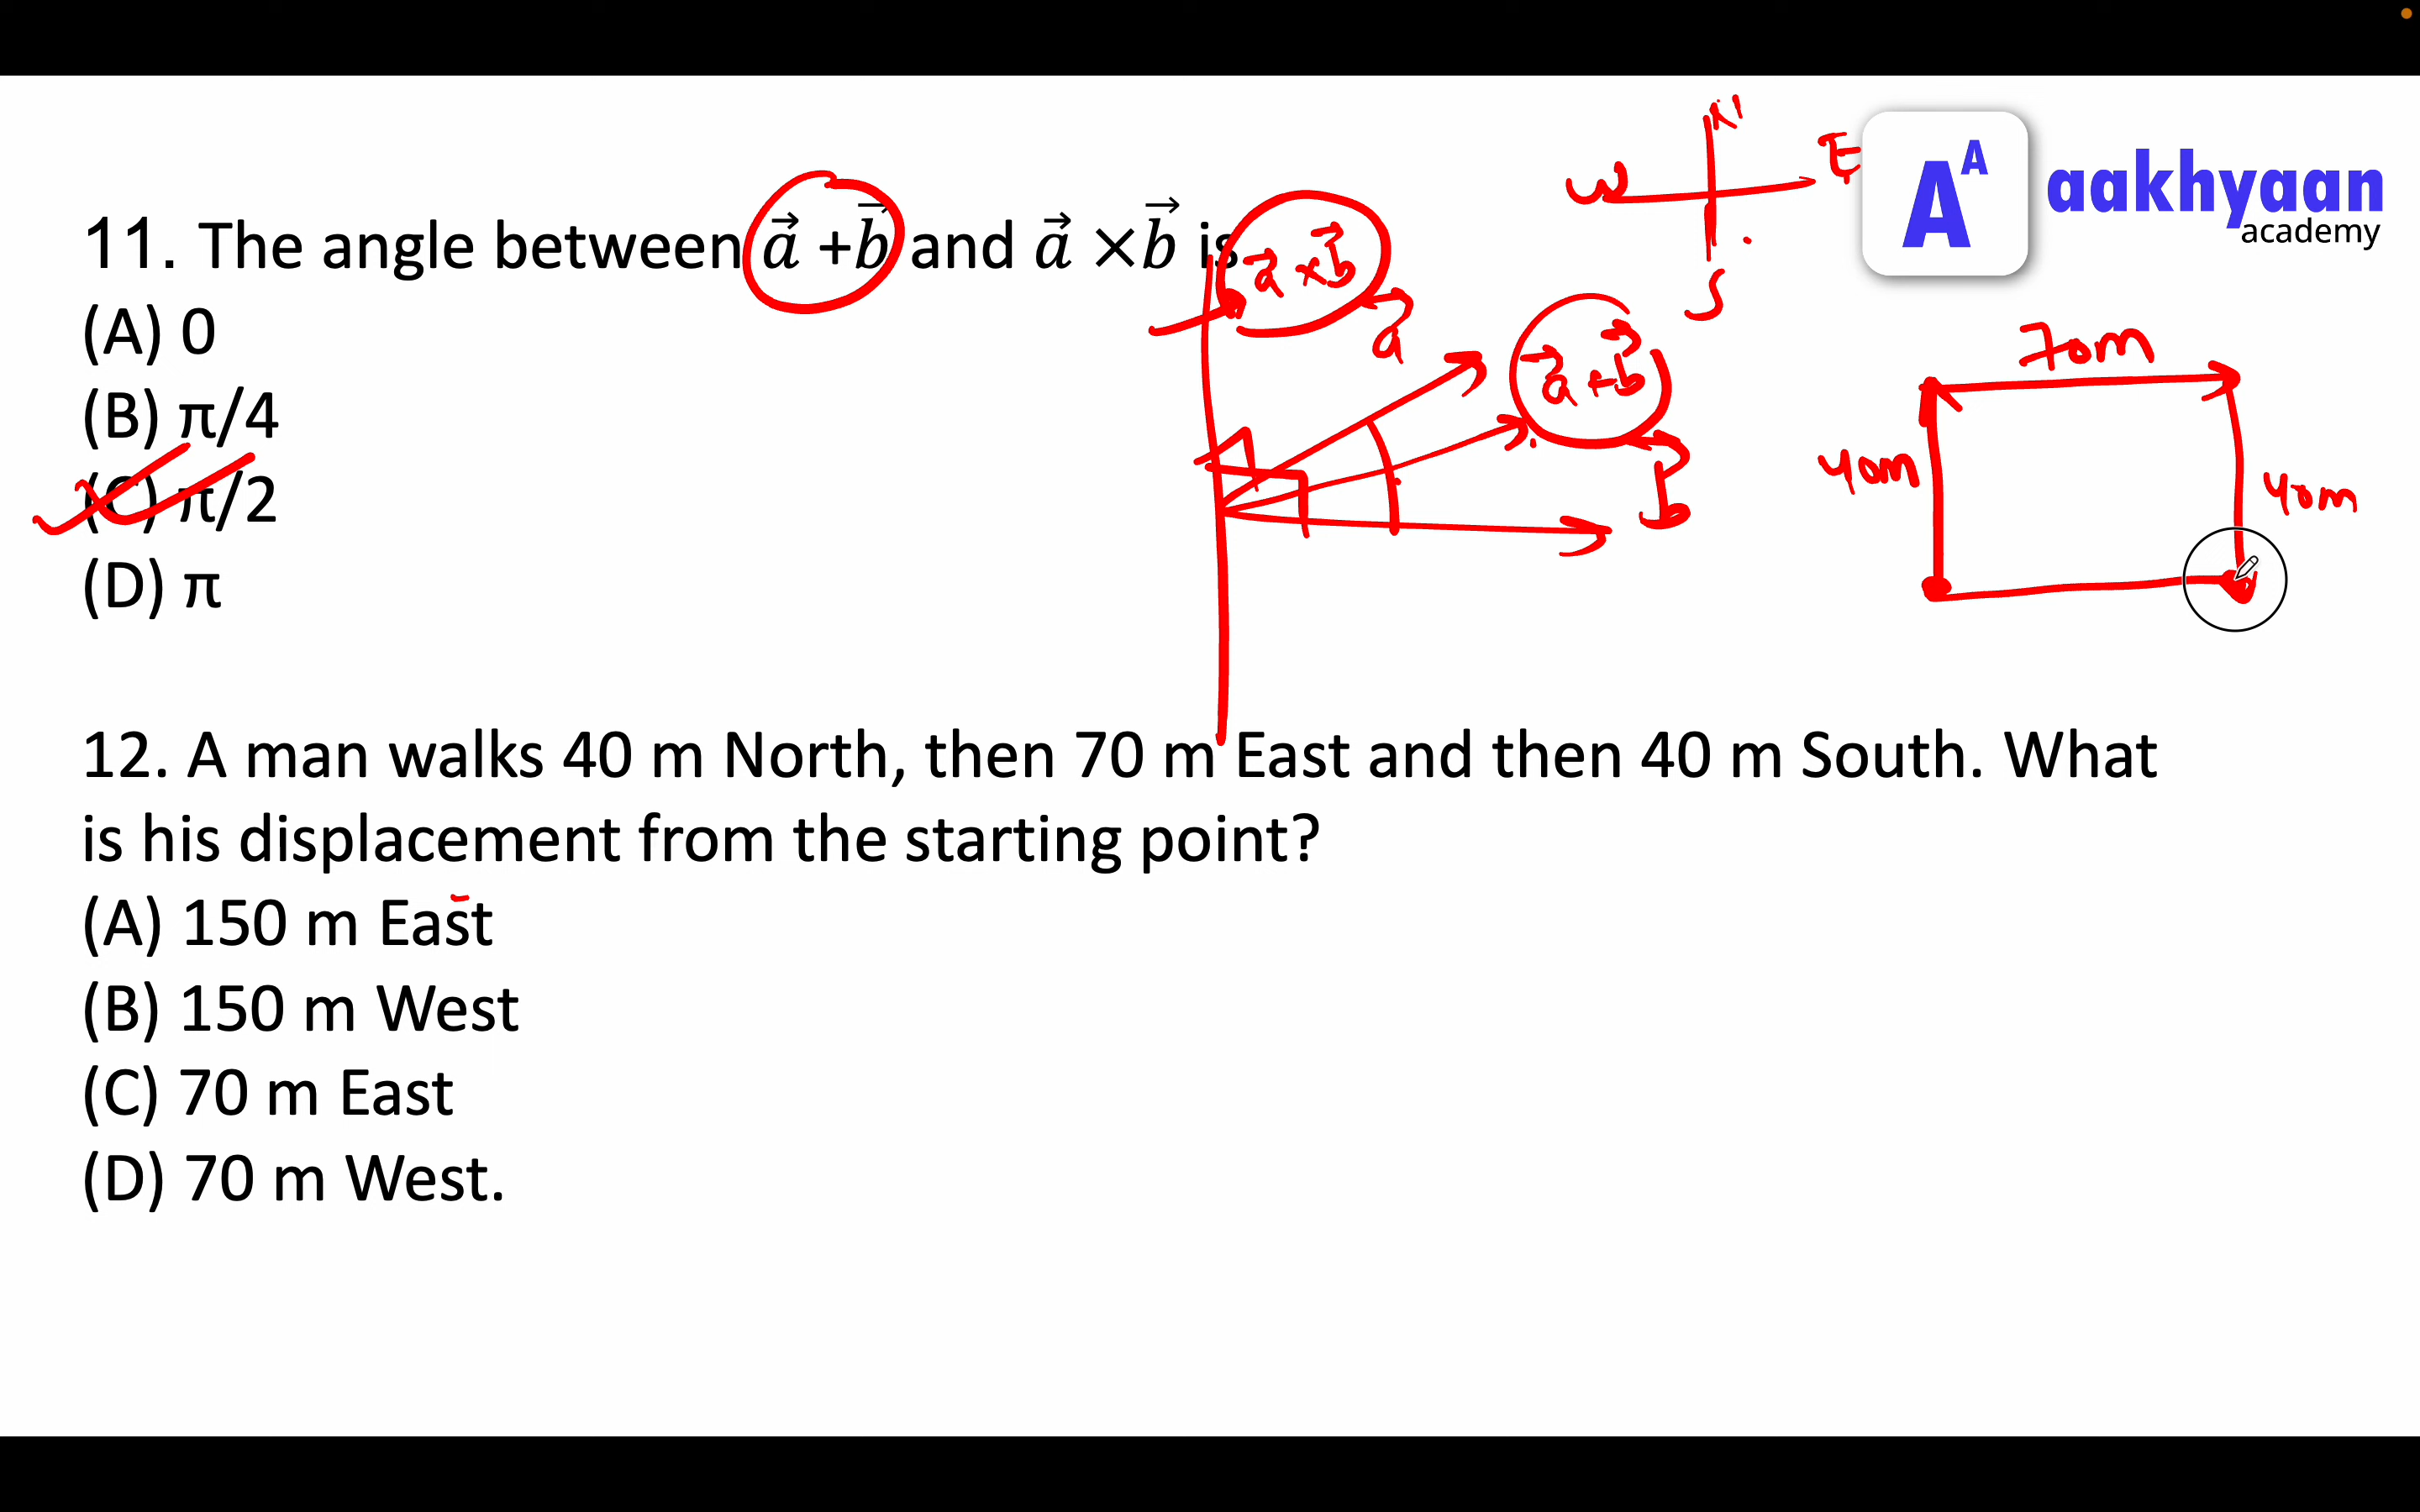 11. The angle between a⃗ + b⃗ and a⃗ × b⃗ is
(A) 0
(B) π/4
(C) π/2
(D) π
a⃗ × b⃗
a⃗
a⃗ + b⃗
b⃗
W
E
S
A A aakhyaan
academy
70m
40m
40m
12. A man walks 40 m North, then 70 m East and then 40 m South. What
is his displacement from the starting point?
(A) 150 m East
(B) 150 m West
(C) 70 m East
(D) 70 m West.